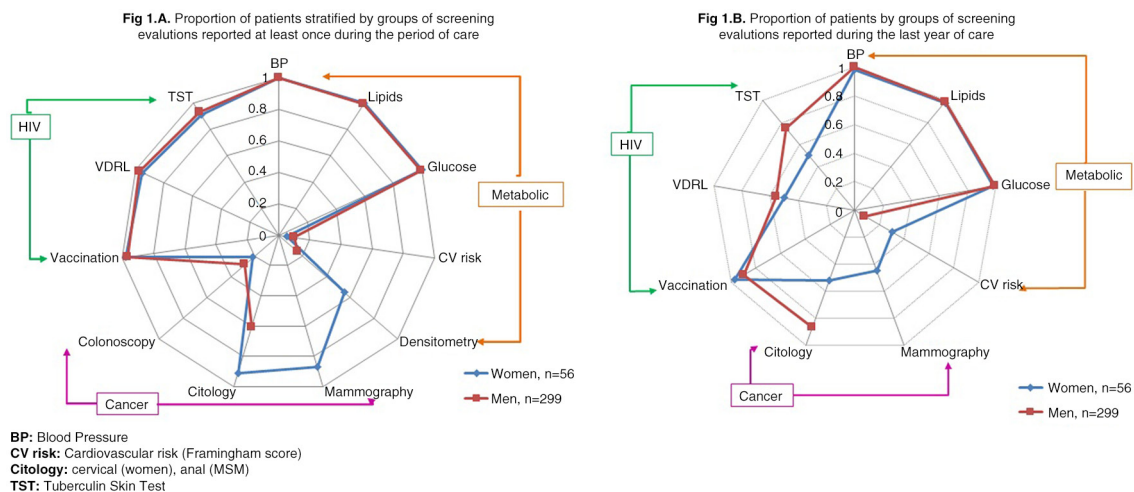 Fig 1.A. Proportion of patients stratified by groups of screening
evalutions reported at least once during the period of care
BP
1
Lipids
TST
0.8
HIV
0.6
VDRL
0.4
Glucose
Metabolic
0.2
0
Vaccination
CV risk
Colonoscopy
Densitometry
Citology
Mammography
Cancer
Women, n=56
Men, n=299
Fig 1.B. Proportion of patients by groups of screening
evalutions reported during the last year of care
BP
1
TST
Lipids
0.8
0.6
HIV
0.4
VDRL
0.2
Glucose
Metabolic
0
Vaccination
CV risk
Citology
Mammography
Cancer
Women, n=56
Men, n=299
BP: Blood Pressure
CV risk: Cardiovascular risk (Framingham score)
Citology: cervical (women), anal (MSM)
TST: Tuberculin Skin Test